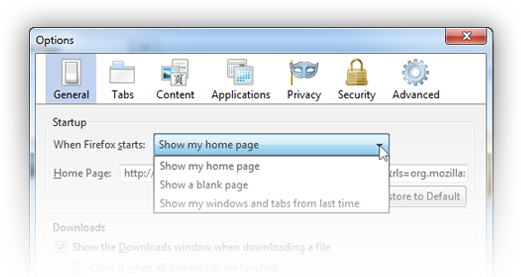 Options
General Tabs Content Applications Privacy Security Advanced
Startup
When Firefox starts: Show my home page
Show my home page
Home Page: http:// rls=org.mozilla:
Show a blank page
store to Default
Show my windows and tabs from last time
Downloads
Show the Downloads window when downloading a file
Close it when all downloads are finished